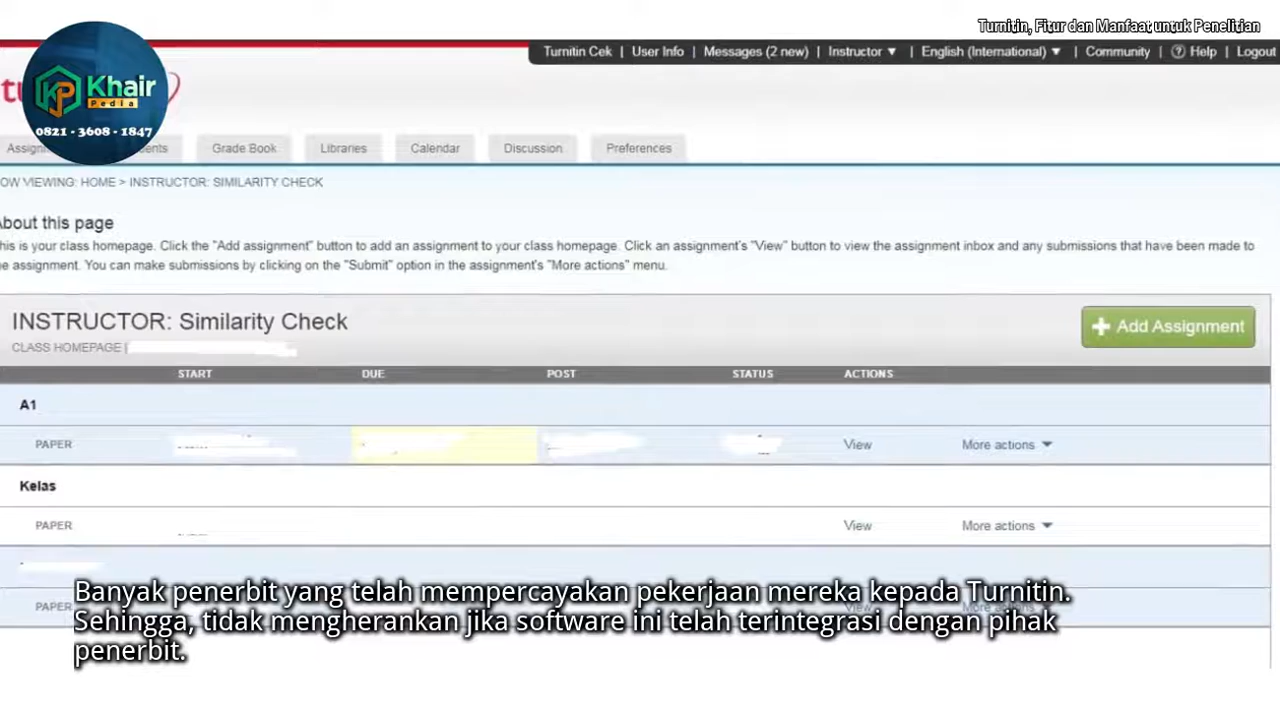 Turnitin, Fitur dan Manfaat untuk Penelitian
Turnitin Cek | User Info | Messages (2 new) | Instructor ▼ | English (International) ▼ | Community | ? Help | Logout
Khair
Pedia
0821 - 3608 - 1847
Grade Book Libraries Calendar Discussion Preferences
OW VIEWING: HOME > INSTRUCTOR: SIMILARITY CHECK
About this page
his is your class homepage. Click the "Add assignment" button to add an assignment to your class homepage. Click an assignment's "View" button to view the assignment inbox and any submissions that have been made to
e assignment. You can make submissions by clicking on the "Submit" option in the assignment's "More actions" menu.
INSTRUCTOR: Similarity Check
+ Add Assignment
CLASS HOMEPAGE |
START DUE POST STATUS ACTIONS
A1
PAPER View More actions ▼
Kelas
PAPER View More actions ▼
PAPER View More actions ▼
Banyak penerbit yang telah mempercayakan pekerjaan mereka kepada Turnitin.
Sehingga, tidak mengherankan jika software ini telah terintegrasi dengan pihak
penerbit.